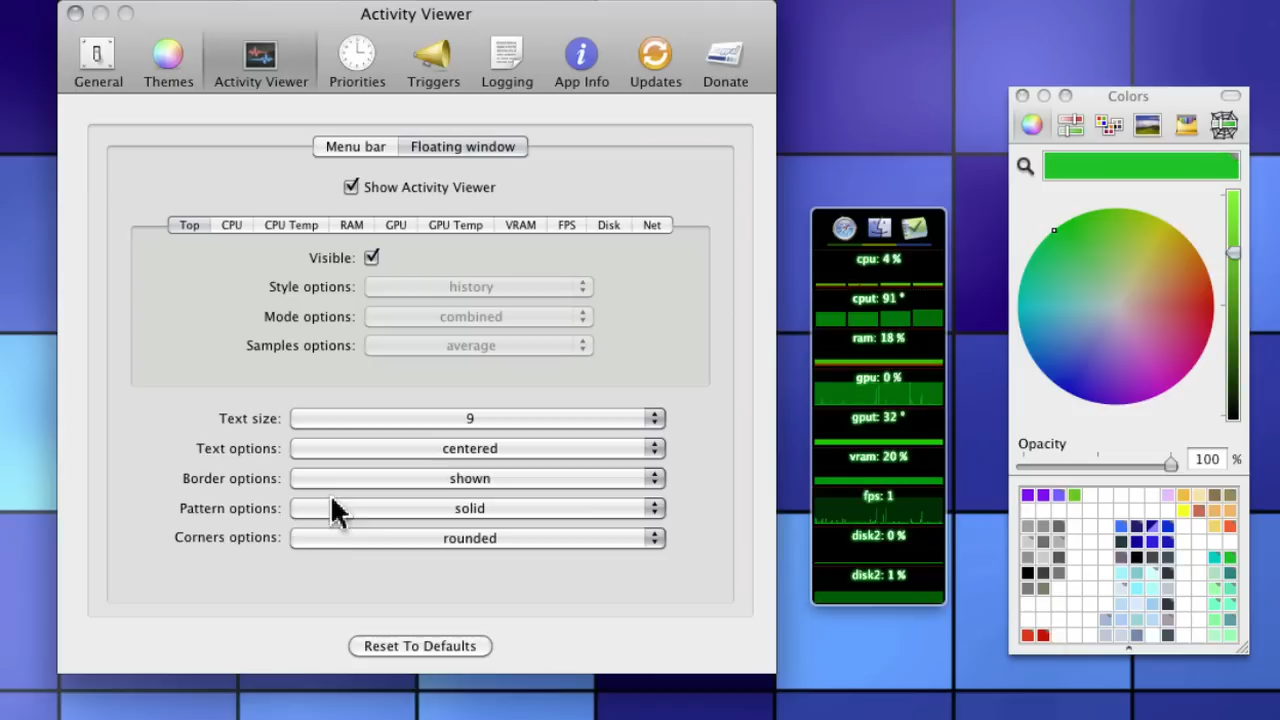 Activity Viewer
General Themes Activity Viewer Priorities Triggers Logging App Info Updates Donate
Menu bar Floating window
Show Activity Viewer
Top CPU CPU Temp RAM GPU GPU Temp VRAM FPS Disk Net
Visible:
Style options: history
Mode options: combined
Samples options: average
Text size: 9
Text options: centered
Border options: shown
Pattern options: solid
Corners options: rounded
Reset To Defaults
cpu: 4 %
cput: 91 °
ram: 18 %
gpu: 0 %
gput: 32 °
vram: 20 %
fps: 1
disk2: 0 %
disk2: 1 %
Colors
Opacity
100 %